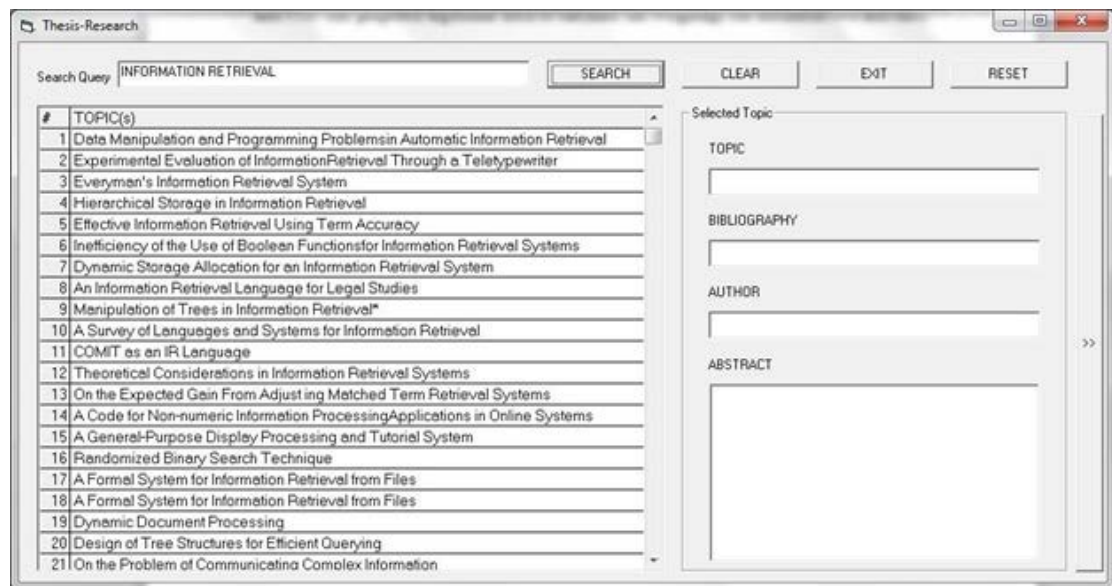 Thesis-Research
Search Query INFORMATION RETRIEVAL SEARCH CLEAR EXIT RESET
# TOPIC(s)
1 Data Manipulation and Programming Problemsin Automatic Information Retrieval
2 Experimental Evaluation of InformationRetrieval Through a Teletypewriter
3 Everyman's Information Retrieval System
4 Hierarchical Storage in Information Retrieval
5 Effective Information Retrieval Using Term Accuracy
6 Inefficiency of the Use of Boolean Functionsfor Information Retrieval Systems
7 Dynamic Storage Allocation for an Information Retrieval System
8 An Information Retrieval Language for Legal Studies
9 Manipulation of Trees in Information Retrieval*
10 A Survey of Languages and Systems for Information Retrieval
11 COMIT as an IR Language
12 Theoretical Considerations in Information Retrieval Systems
13 On the Expected Gain From Adjust ing Matched Term Retrieval Systems
14 A Code for Non-numeric Information ProcessingApplications in Online Systems
15 A General-Purpose Display Processing and Tutorial System
16 Randomized Binary Search Technique
17 A Formal System for Information Retrieval from Files
18 A Formal System for Information Retrieval from Files
19 Dynamic Document Processing
20 Design of Tree Structures for Efficient Querying
21 On the Problem of Communicating Complex Information
Selected Topic
TOPIC
BIBLIOGRAPHY
AUTHOR
ABSTRACT
>>